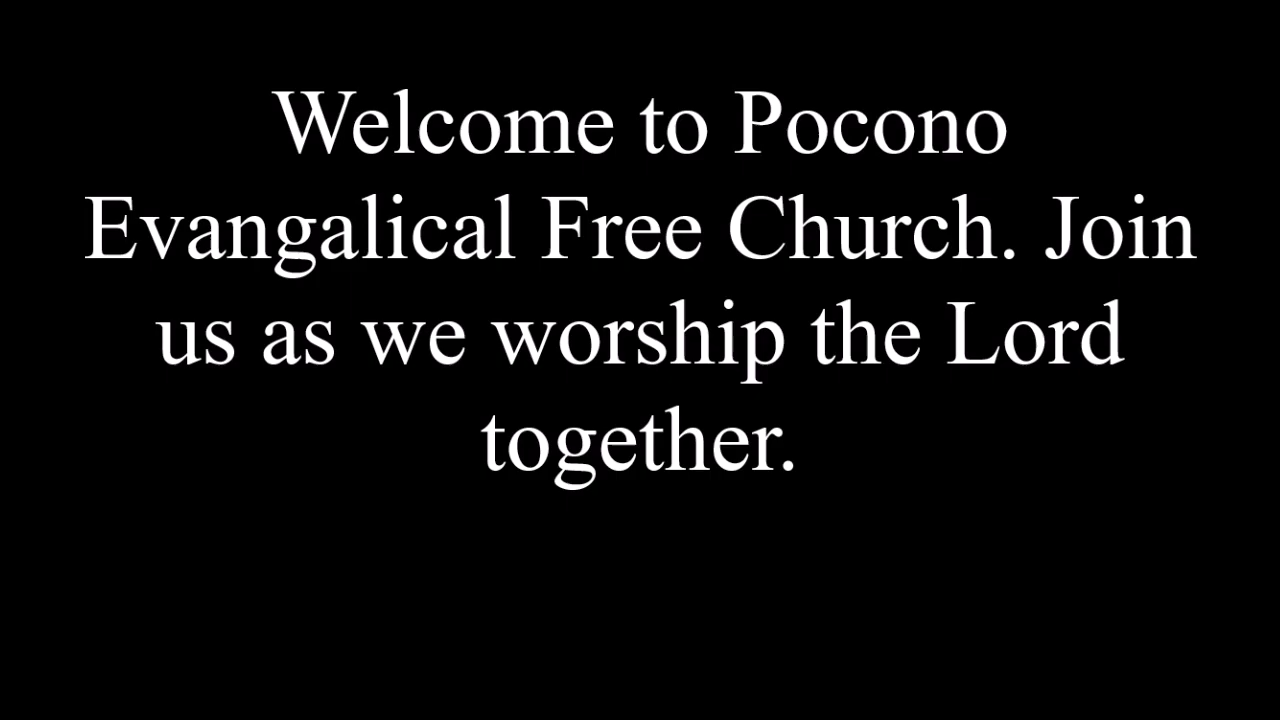 Welcome to Pocono
Evangalical Free Church. Join
us as we worship the Lord
together.